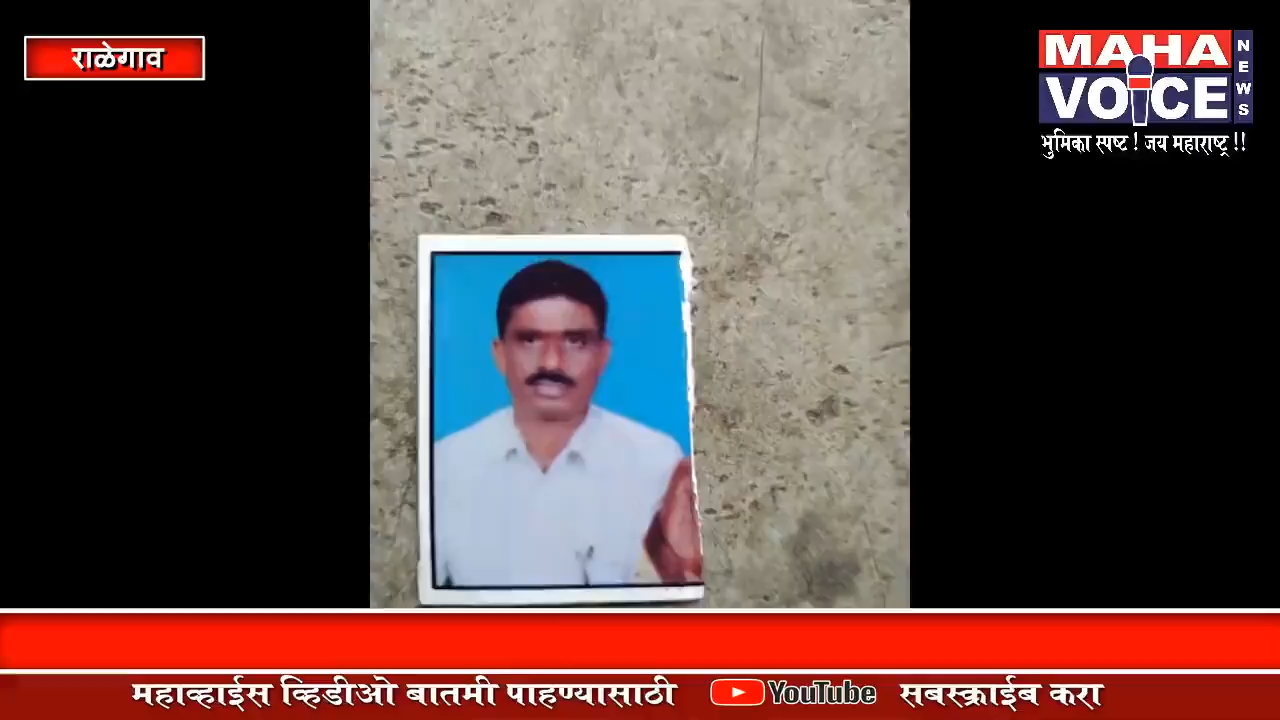 राळेगाव
MAHA
VOICE
NEWS
भुमिका स्पष्ट ! जय महाराष्ट्र !!
महाव्हाईस व्हिडीओ बातमी पाहण्यासाठी YouTube सबस्क्राईब करा